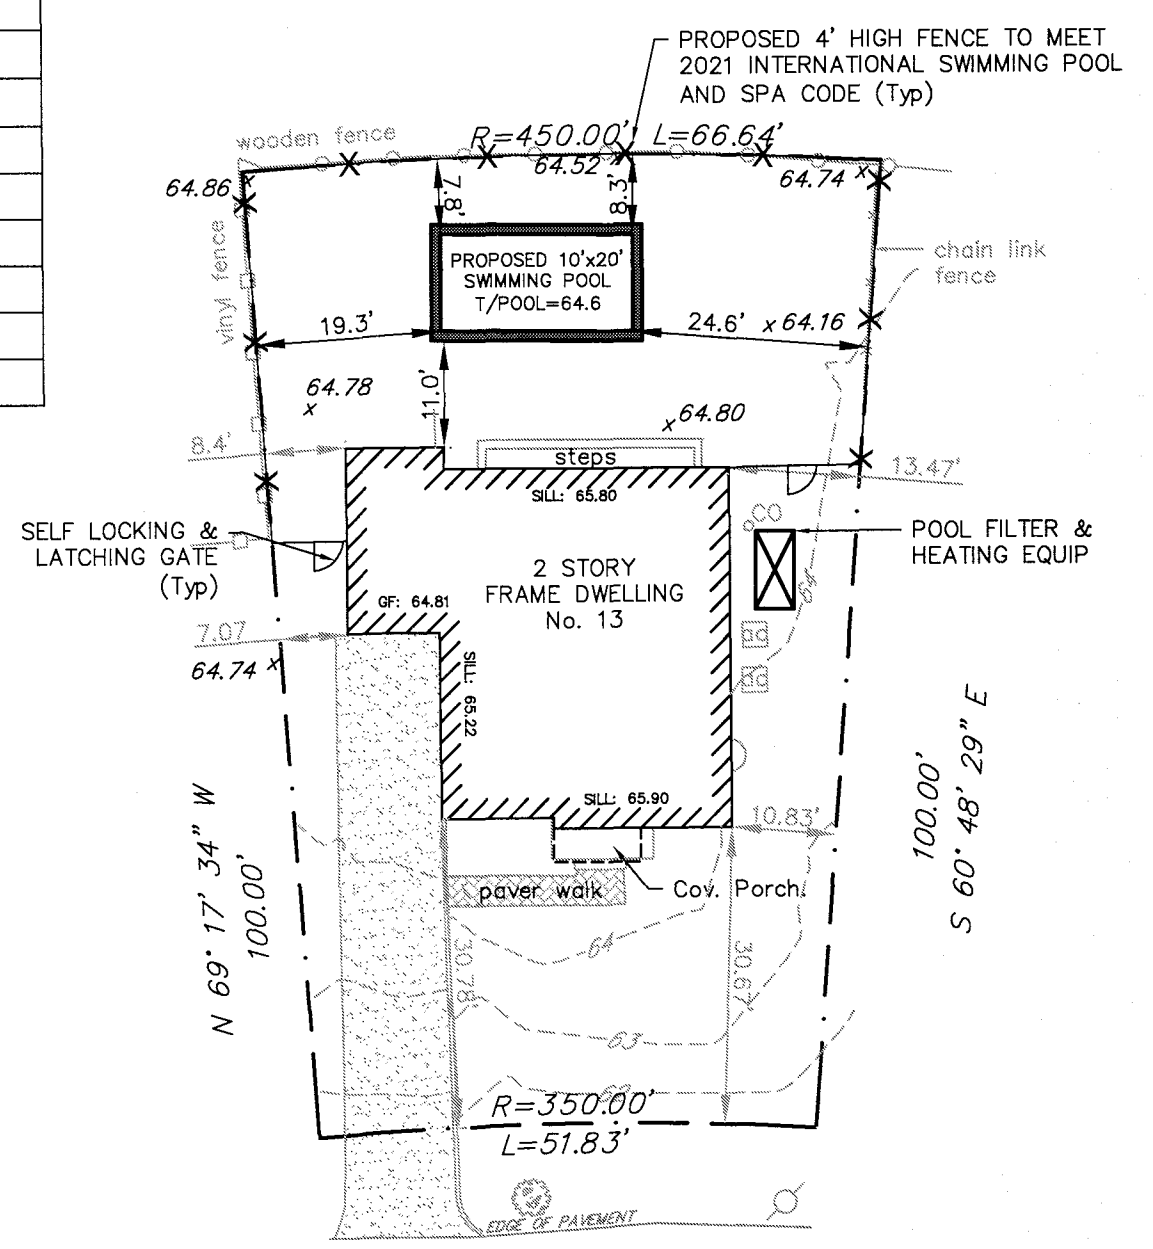 PROPOSED 4' HIGH FENCE TO MEET
2021 INTERNATIONAL SWIMMING POOL
AND SPA CODE (Typ)
wooden fence
R=450.00' L=66.64'
64.52
64.86
64.74
7.8'
8.3'
vinyl fence
PROPOSED 10'x20'
SWIMMING POOL
T/POOL=64.6
chain link
fence
19.3'
24.6'
x 64.16
64.78
x
11.0'
x 64.80
8.4'
steps
13.47'
SILL: 65.80
CO
SELF LOCKING &
LATCHING GATE
(Typ)
POOL FILTER &
HEATING EQUIP
2 STORY
FRAME DWELLING
No. 13
GF: 64.81
64
7.07
64.74 x
ac
ac
SILL: 65.22
SILL: 65.90
10.83'
N 69° 17' 34" W
100.00'
100.00'
S 60° 48' 29" E
paver walk
Cov. Porch.
64
30.78'
30.67'
63
62
R=350.00'
L=51.83'
EDGE OF PAVEMENT